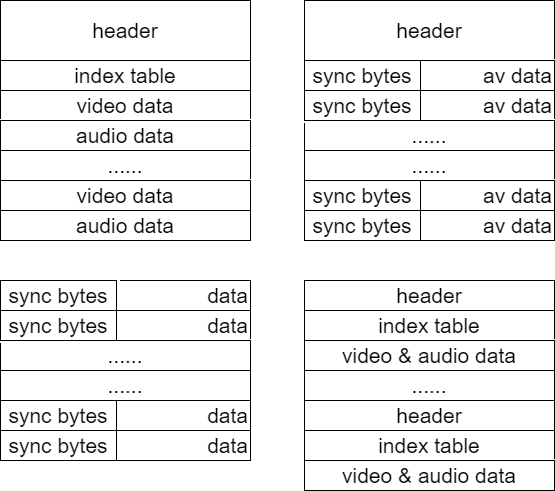 header
index table
video data
audio data
......
video data
audio data
header
sync bytes av data
sync bytes av data
......
......
sync bytes av data
sync bytes av data
sync bytes data
sync bytes data
......
......
sync bytes data
sync bytes data
header
index table
video & audio data
......
header
index table
video & audio data